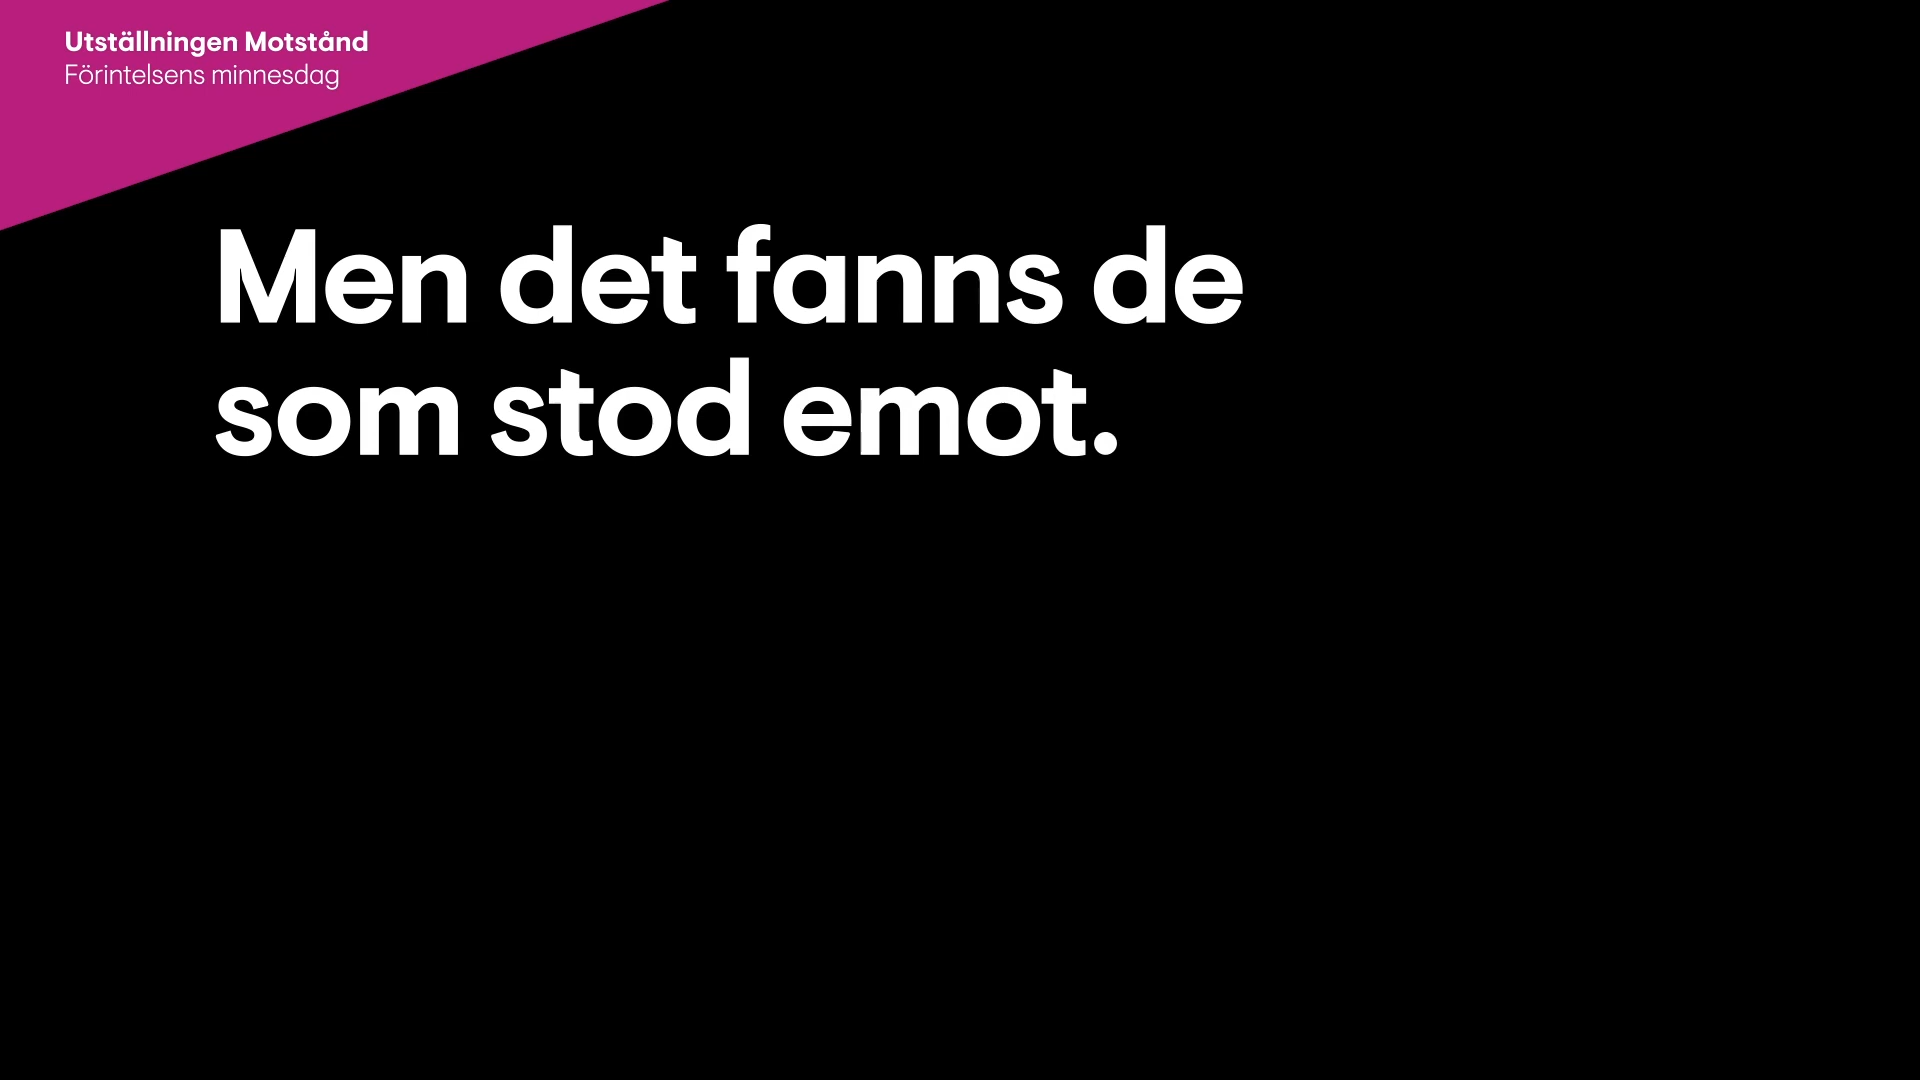 Utställningen Motstånd
Förintelsens minnesdag
Men det fanns de
som stod emot.